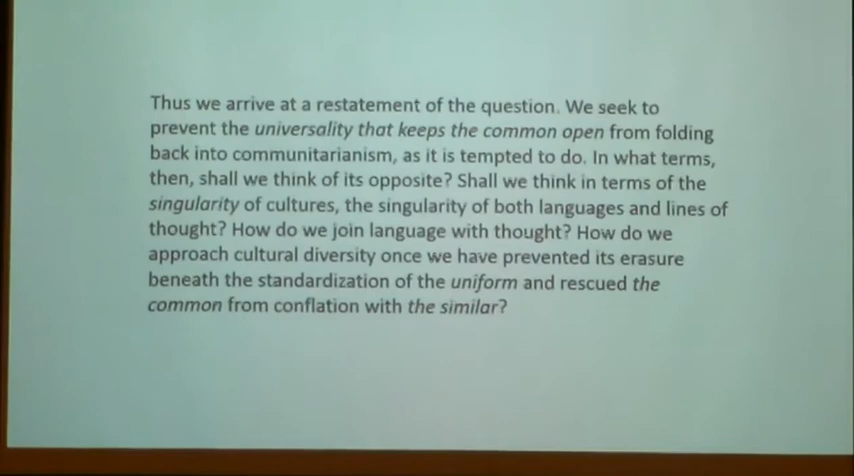 Thus we arrive at a restatement of the question. We seek to
prevent the universality that keeps the common open from folding
back into communitarianism, as it is tempted to do. In what terms,
then, shall we think of its opposite? Shall we think in terms of the
singularity of cultures, the singularity of both languages and lines of
thought? How do we join language with thought? How do we
approach cultural diversity once we have prevented its erasure
beneath the standardization of the uniform and rescued the
common from conflation with the similar?